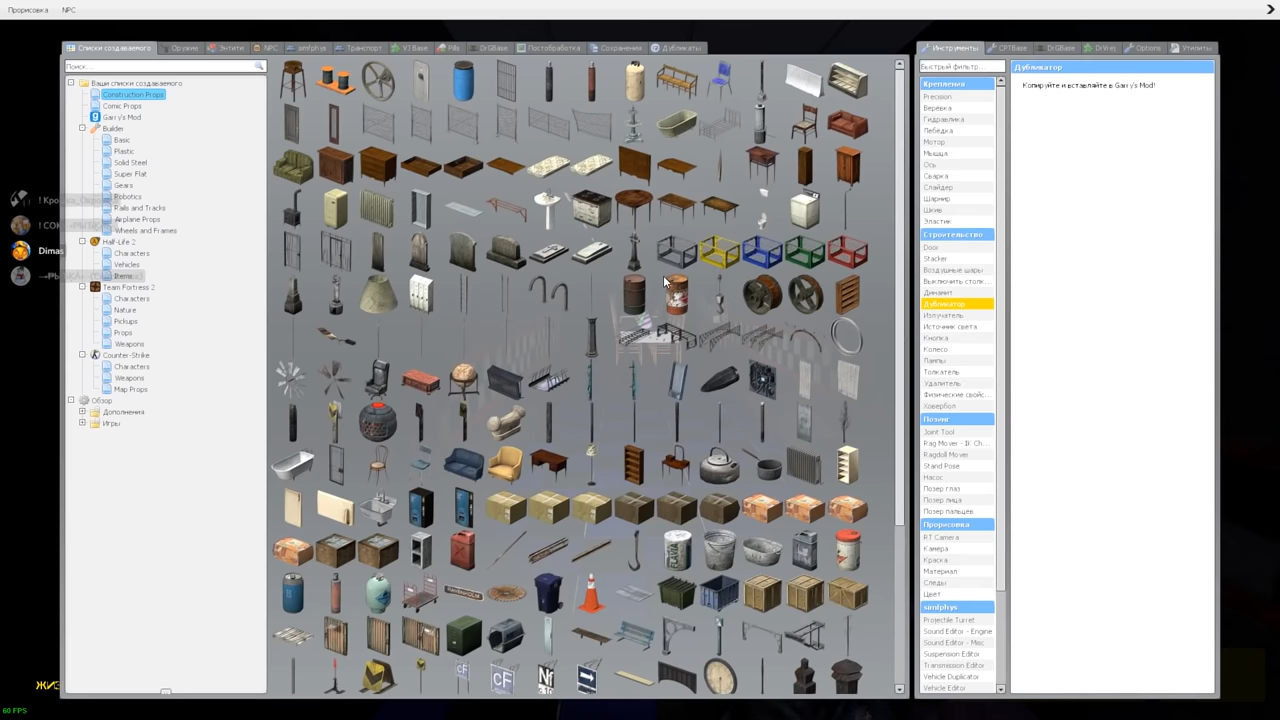 Прорисовка NPC
Списки создаваемого Оружие Энтити NPC simfphys Транспорт VJ Base Pills DrGBase Постобработка Сохранения Дубликаты
Поиск...
Ваши списки создаваемого
Construction Props
Comic Props
Garry's Mod
Builder
Basic
Plastic
Solid Steel
Super Flat
Gears
Robotics
Rails and Tracks
Airplane Props
Wheels and Frames
Half-Life 2
Characters
Vehicles
Items
Team Fortress 2
Characters
Nature
Pickups
Props
Weapons
Counter-Strike
Characters
Weapons
Map Props
Обзор
Дополнения
Игры
Dimas
60 FPS
Инструменты CPTBase DrGBase DrVrej Options Утилиты
Быстрый фильтр...
Крепления
Precision
Верёвка
Гидравлика
Лебёдка
Мотор
Мышца
Ось
Сварка
Слайдер
Шарнир
Шкив
Эластик
Строительство
Door
Stacker
Воздушные шары
Выключить столк...
Динамит
Дубликатор
Излучатель
Источник света
Кнопка
Колесо
Лампы
Толкатель
Удалитель
Физические свойс...
Ховербол
Позинг
Joint Tool
Rag Mover - IK Ch...
Ragdoll Mover
Stand Pose
Насос
Позер глаз
Позер лица
Позер пальцев
Прорисовка
RT Camera
Камера
Краска
Материал
Следы
Цвет
simfphys
Projectile Turret
Sound Editor - Engine
Sound Editor - Misc
Suspension Editor
Transmission Editor
Vehicle Duplicator
Vehicle Editor
Дубликатор
Копируйте и вставляйте в Garry's Mod!